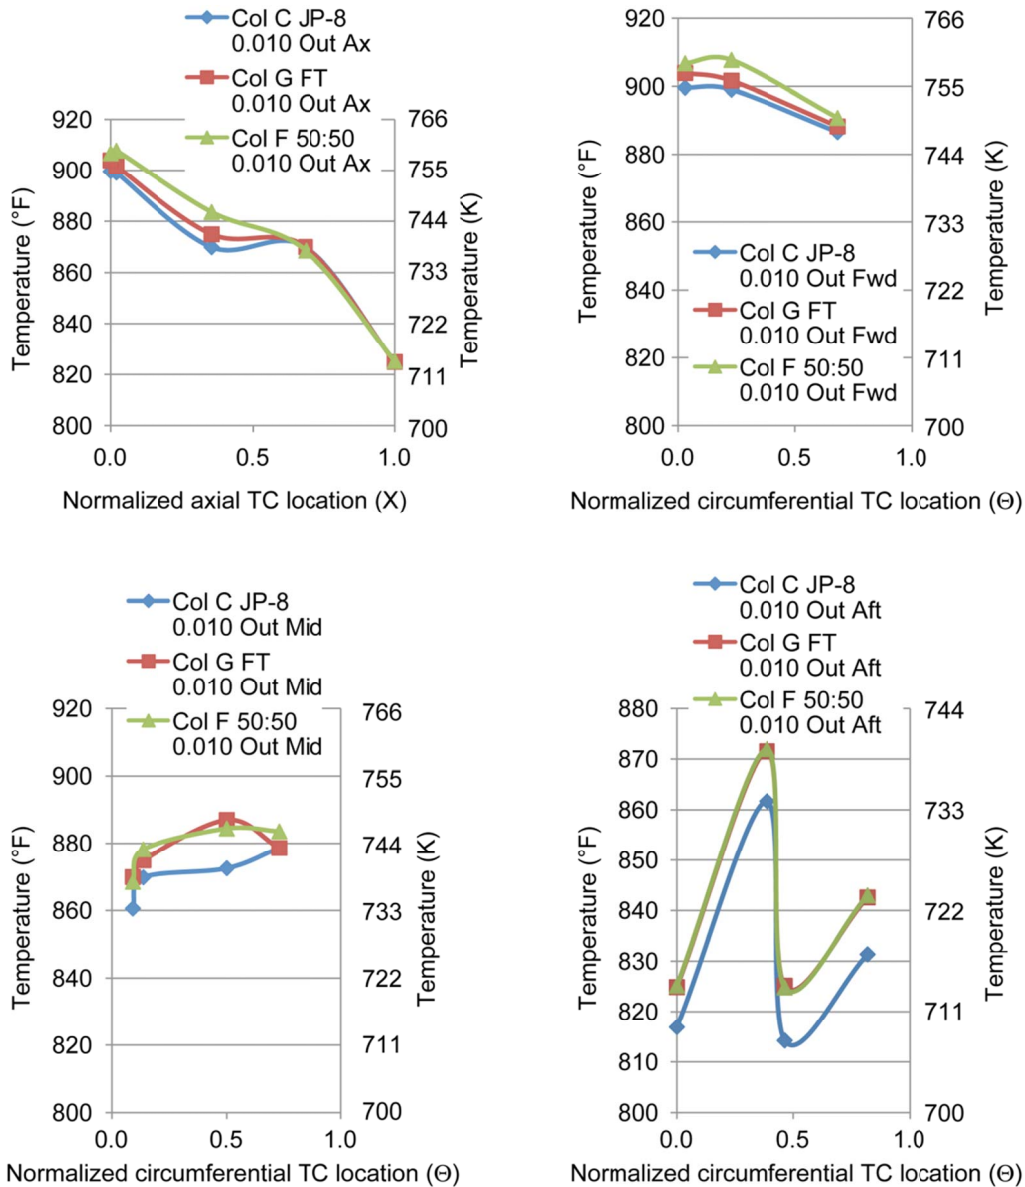 Col C JP-8
0.010 Out Ax
Col G FT
0.010 Out Ax
Col F 50:50
0.010 Out Ax
920
900
880
860
840
820
800
Temperature (°F)
766
755
744
733
722
711
700
Temperature (K)
0.0 0.5 1.0
Normalized axial TC location (X)
920
900
880
860
840
820
800
Temperature (°F)
766
755
744
733
722
711
700
Temperature (K)
Col C JP-8
0.010 Out Fwd
Col G FT
0.010 Out Fwd
Col F 50:50
0.010 Out Fwd
0.0 0.5 1.0
Normalized circumferential TC location (Θ)
Col C JP-8
0.010 Out Mid
Col G FT
0.010 Out Mid
Col F 50:50
0.010 Out Mid
920
900
880
860
840
820
800
Temperature (°F)
766
755
744
733
722
711
700
Temperature (K)
0.0 0.5 1.0
Normalized circumferential TC location (Θ)
Col C JP-8
0.010 Out Aft
Col G FT
0.010 Out Aft
Col F 50:50
0.010 Out Aft
880
870
860
850
840
830
820
810
800
Temperature (°F)
744
733
722
711
700
Temperature (K)
0.0 0.5 1.0
Normalized circumferential TC location (Θ)